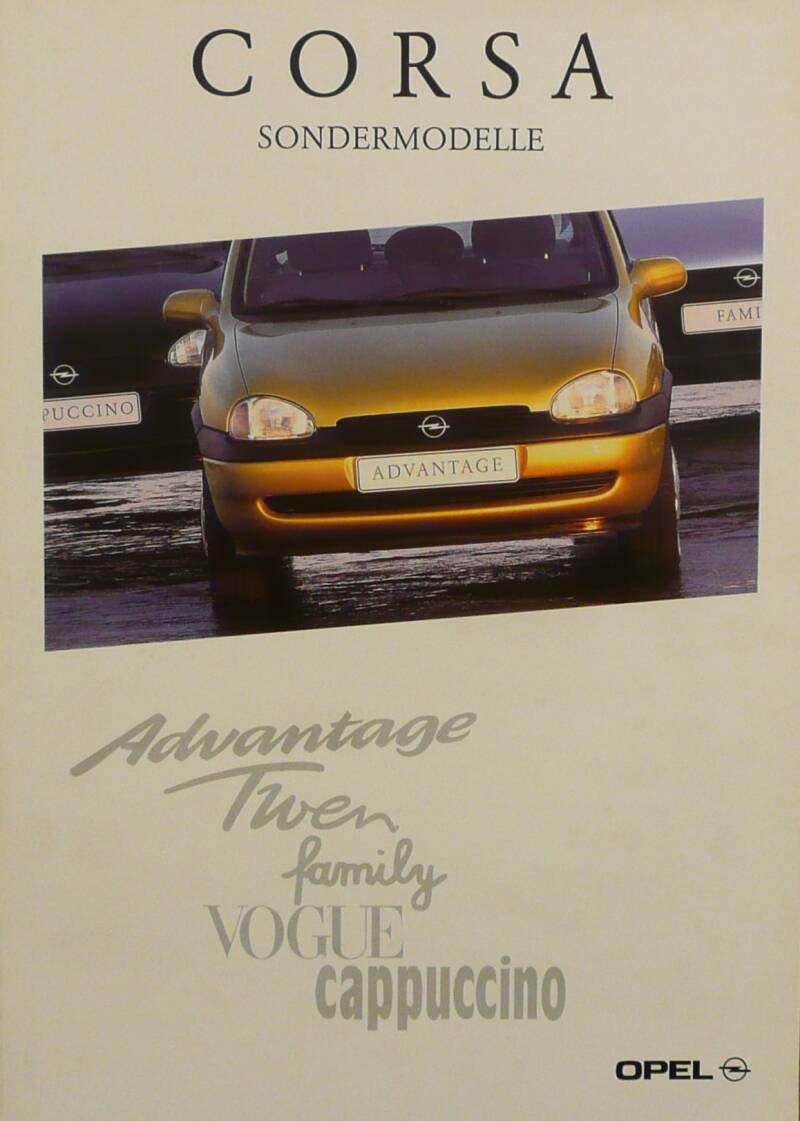 CORSA
SONDERMODELLE
FAMI
PUCCINO
ADVANTAGE
Advantage
Twen
family
VOGUE
cappuccino
OPEL